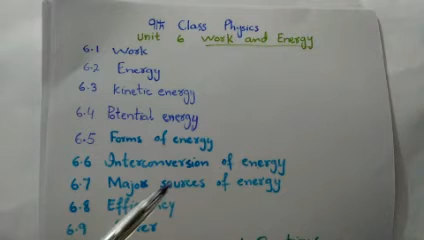 9th Class Physics
Unit 6 Work and Energy
6.1 Work
6.2 Energy
6.3 kinetic energy
6.4 Potential energy
6.5 Forms of energy
6.6 Interconversion of energy
6.7 Major sources of energy
6.8 Efficiency
6.9